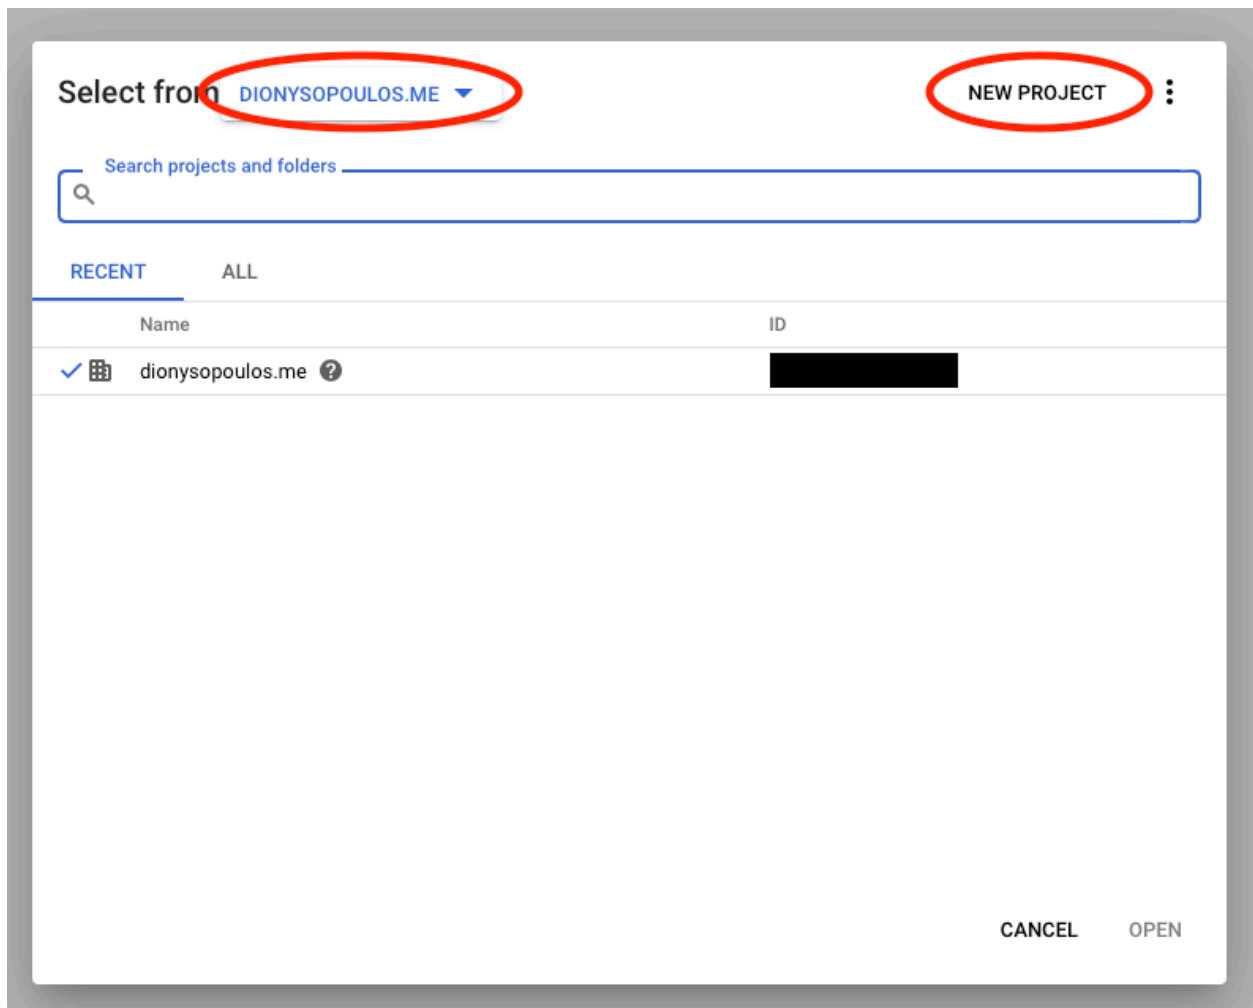 Select from DIONYSOPOULOS.ME NEW PROJECT
Search projects and folders
RECENT ALL
Name ID
dionysopoulos.me
CANCEL OPEN